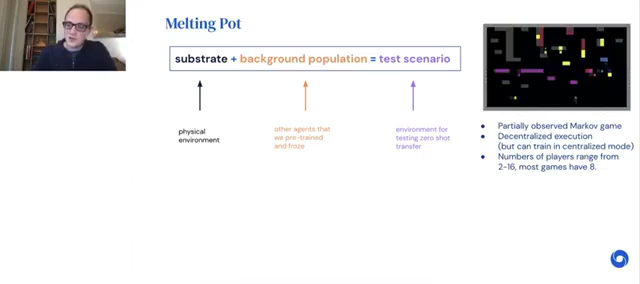 Melting Pot
substrate + background population = test scenario
physical
environment
other agents that
we pre-trained
and froze
environment for
testing zero shot
transfer
• Partially observed Markov game
• Decentralized execution
(but can train in centralized mode)
• Numbers of players range from
2-16, most games have 8.